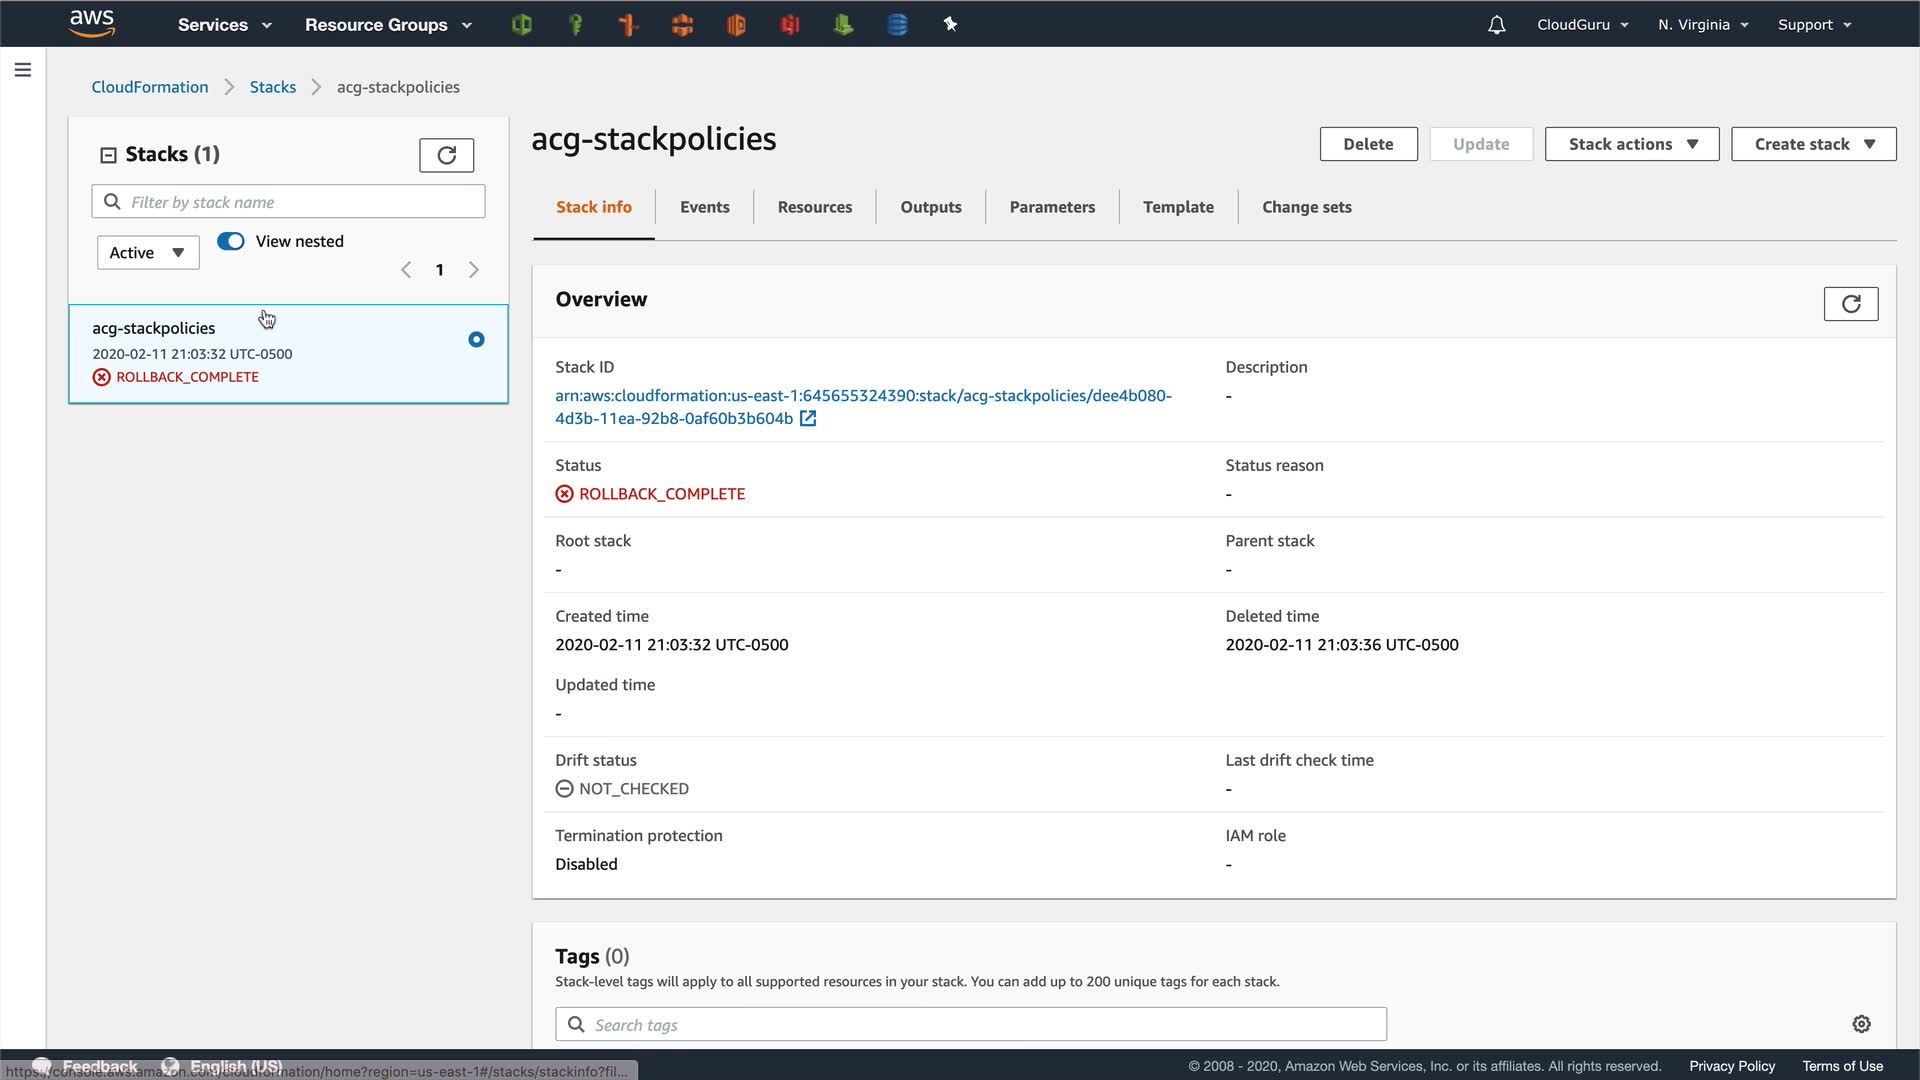 aws
Services
Resource Groups
CloudGuru
N. Virginia
Support
CloudFormation
Stacks
acg-stackpolicies
Stacks (1)
Filter by stack name
Active
View nested
1
acg-stackpolicies
2020-02-11 21:03:32 UTC-0500
ROLLBACK_COMPLETE
acg-stackpolicies
Delete
Update
Stack actions
Create stack
Stack info
Events
Resources
Outputs
Parameters
Template
Change sets
Overview
Stack ID
arn:aws:cloudformation:us-east-1:645655324390:stack/acg-stackpolicies/dee4b080-
4d3b-11ea-92b8-0af60b3b604b
Description
-
Status
ROLLBACK_COMPLETE
Status reason
-
Root stack
-
Parent stack
-
Created time
2020-02-11 21:03:32 UTC-0500
Deleted time
2020-02-11 21:03:36 UTC-0500
Updated time
-
Drift status
NOT_CHECKED
Last drift check time
-
Termination protection
Disabled
IAM role
-
Tags (0)
Stack-level tags will apply to all supported resources in your stack. You can add up to 200 unique tags for each stack.
Search tags
Feedback
English (US)
https://console.aws.amazon.com/cloudformation/home?region=us-east-1#/stacks/stackinfo?fil...
© 2008 - 2020, Amazon Web Services, Inc. or its affiliates. All rights reserved.
Privacy Policy
Terms of Use